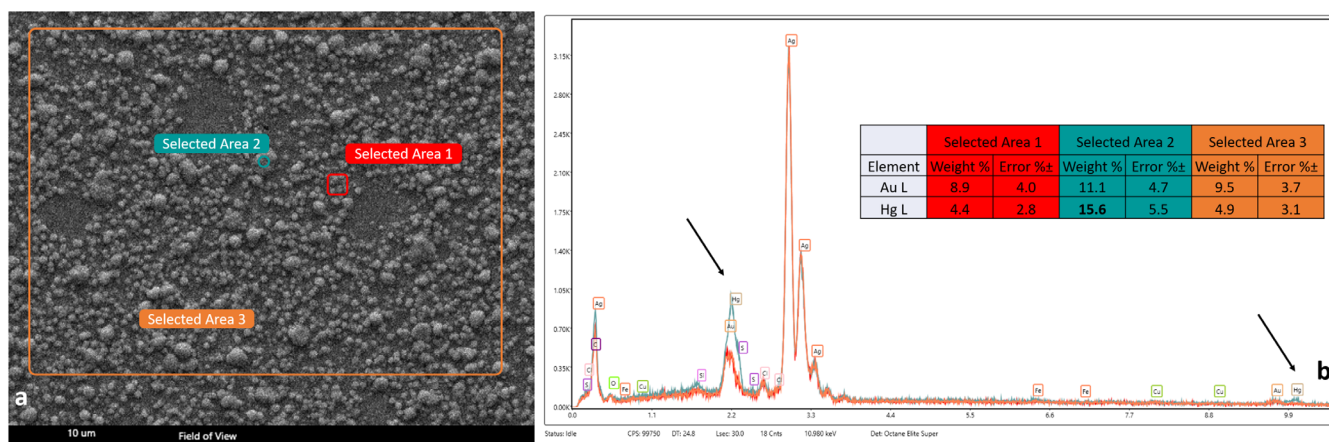 Selected Area 2
Selected Area 1
Selected Area 3
a
10 um
Field of View
3.15K
2.80K
2.45K
2.10K
1.75K
1.40K
1.05K
0.70K
0.35K
0.00K
0.0
1.1
2.2
3.3
4.4
5.5
6.6
7.7
8.8
9.9
Ag
Ag
Ag
Ag
C
Cl
S
O
Fe
Cu
Si
Hg
Au
S
S
Cl
Cl
Fe
Fe
Cu
Cu
Au
Hg
Selected Area 1 Selected Area 2 Selected Area 3
Element Weight % Error %± Weight % Error %± Weight % Error %±
Au L 8.9 4.0 11.1 4.7 9.5 3.7
Hg L 4.4 2.8 15.6 5.5 4.9 3.1
b
Status: Idle CPS: 99750 DT: 24.8 Lsec: 30.0 18 Cnts 10.980 keV Det: Octane Elite Super